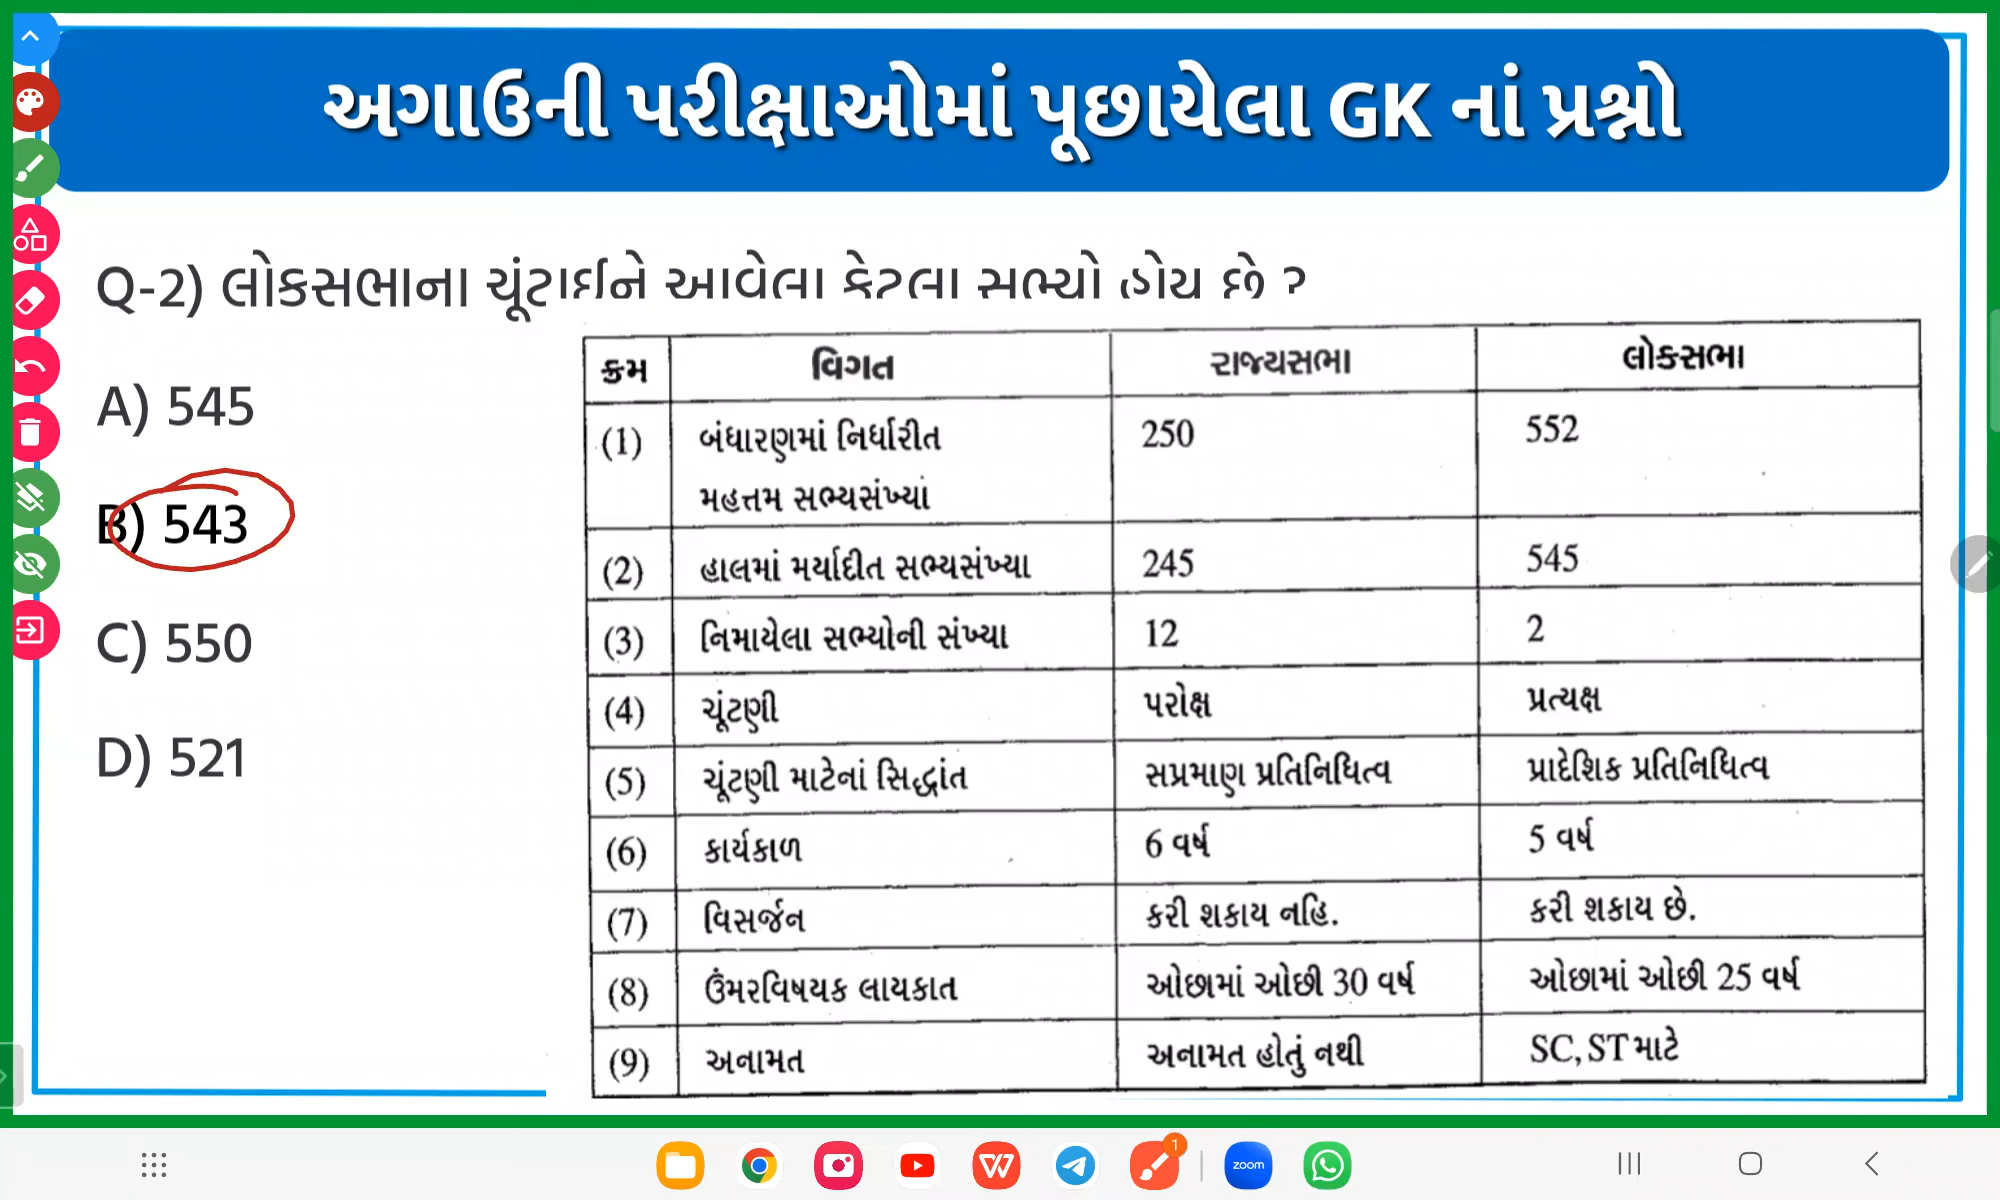 અગાઉની પરીક્ષાઓમાં પૂછાયેલા GK નાં પ્રશ્નો
Q-2) લોકસભાના ચૂંટાઈને આવેલા કેટલા સભ્યો હોય છે ?
A) 545
B) 543
C) 550
D) 521
ક્રમ વિગત રાજ્યસભા લોકસભા
(1) બંધારણમાં નિર્ધારીત 250 552
મહત્તમ સભ્યસંખ્યા
(2) હાલમાં મર્યાદીત સભ્યસંખ્યા 245 545
(3) નિમાયેલા સભ્યોની સંખ્યા 12 2
(4) ચૂંટણી પરોક્ષ પ્રત્યક્ષ
(5) ચૂંટણી માટેનાં સિદ્ધાંત સપ્રમાણ પ્રતિનિધિત્વ પ્રાદેશિક પ્રતિનિધિત્વ
(6) કાર્યકાળ 6 વર્ષ 5 વર્ષ
(7) વિસર્જન કરી શકાય નહિ. કરી શકાય છે.
(8) ઉંમરવિષયક લાયકાત ઓછામાં ઓછી 30 વર્ષ ઓછામાં ઓછી 25 વર્ષ
(9) અનામત અનામત હોતું નથી SC, ST માટે
1
zoom